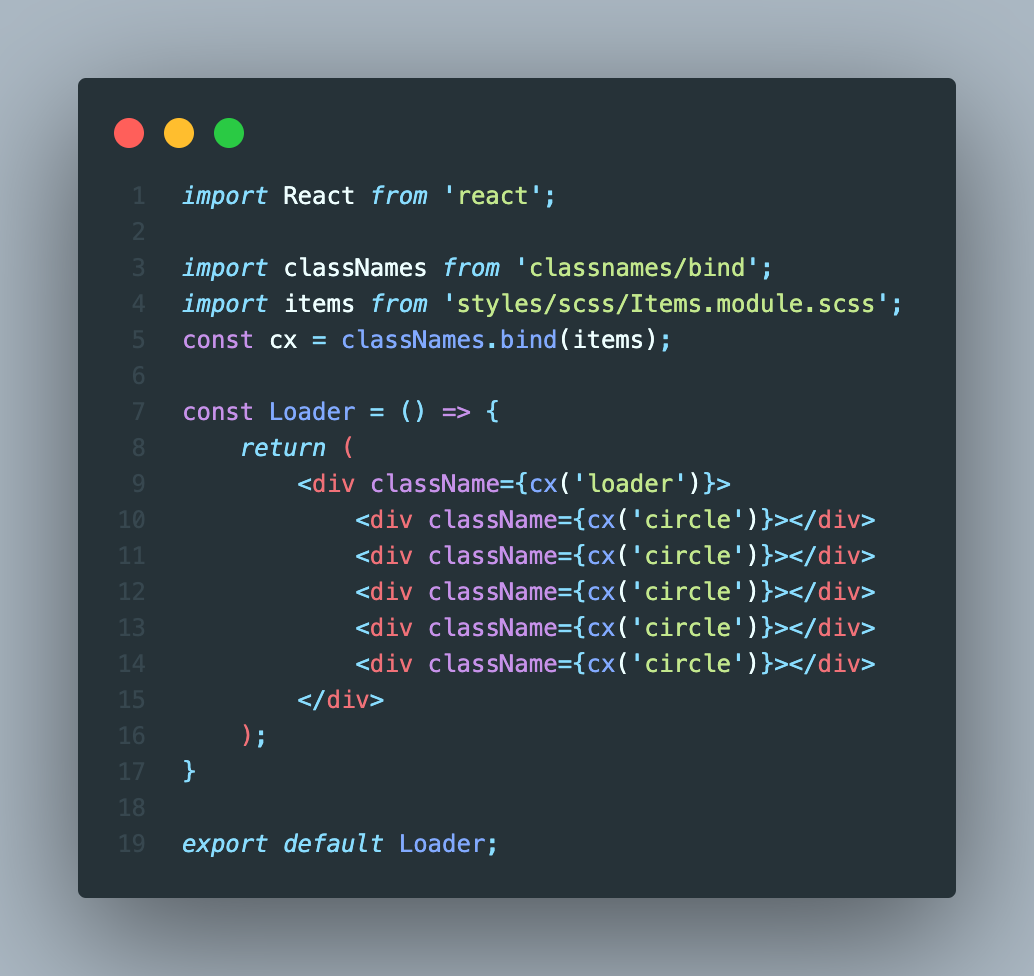 1 import React from 'react';
2
3 import classNames from 'classnames/bind';
4 import items from 'styles/scss/Items.module.scss';
5 const cx = classNames.bind(items);
6
7 const Loader = () => {
8     return (
9         <div className={cx('loader')}>
10             <div className={cx('circle')}></div>
11             <div className={cx('circle')}></div>
12             <div className={cx('circle')}></div>
13             <div className={cx('circle')}></div>
14             <div className={cx('circle')}></div>
15         </div>
16     );
17 }
18
19 export default Loader;